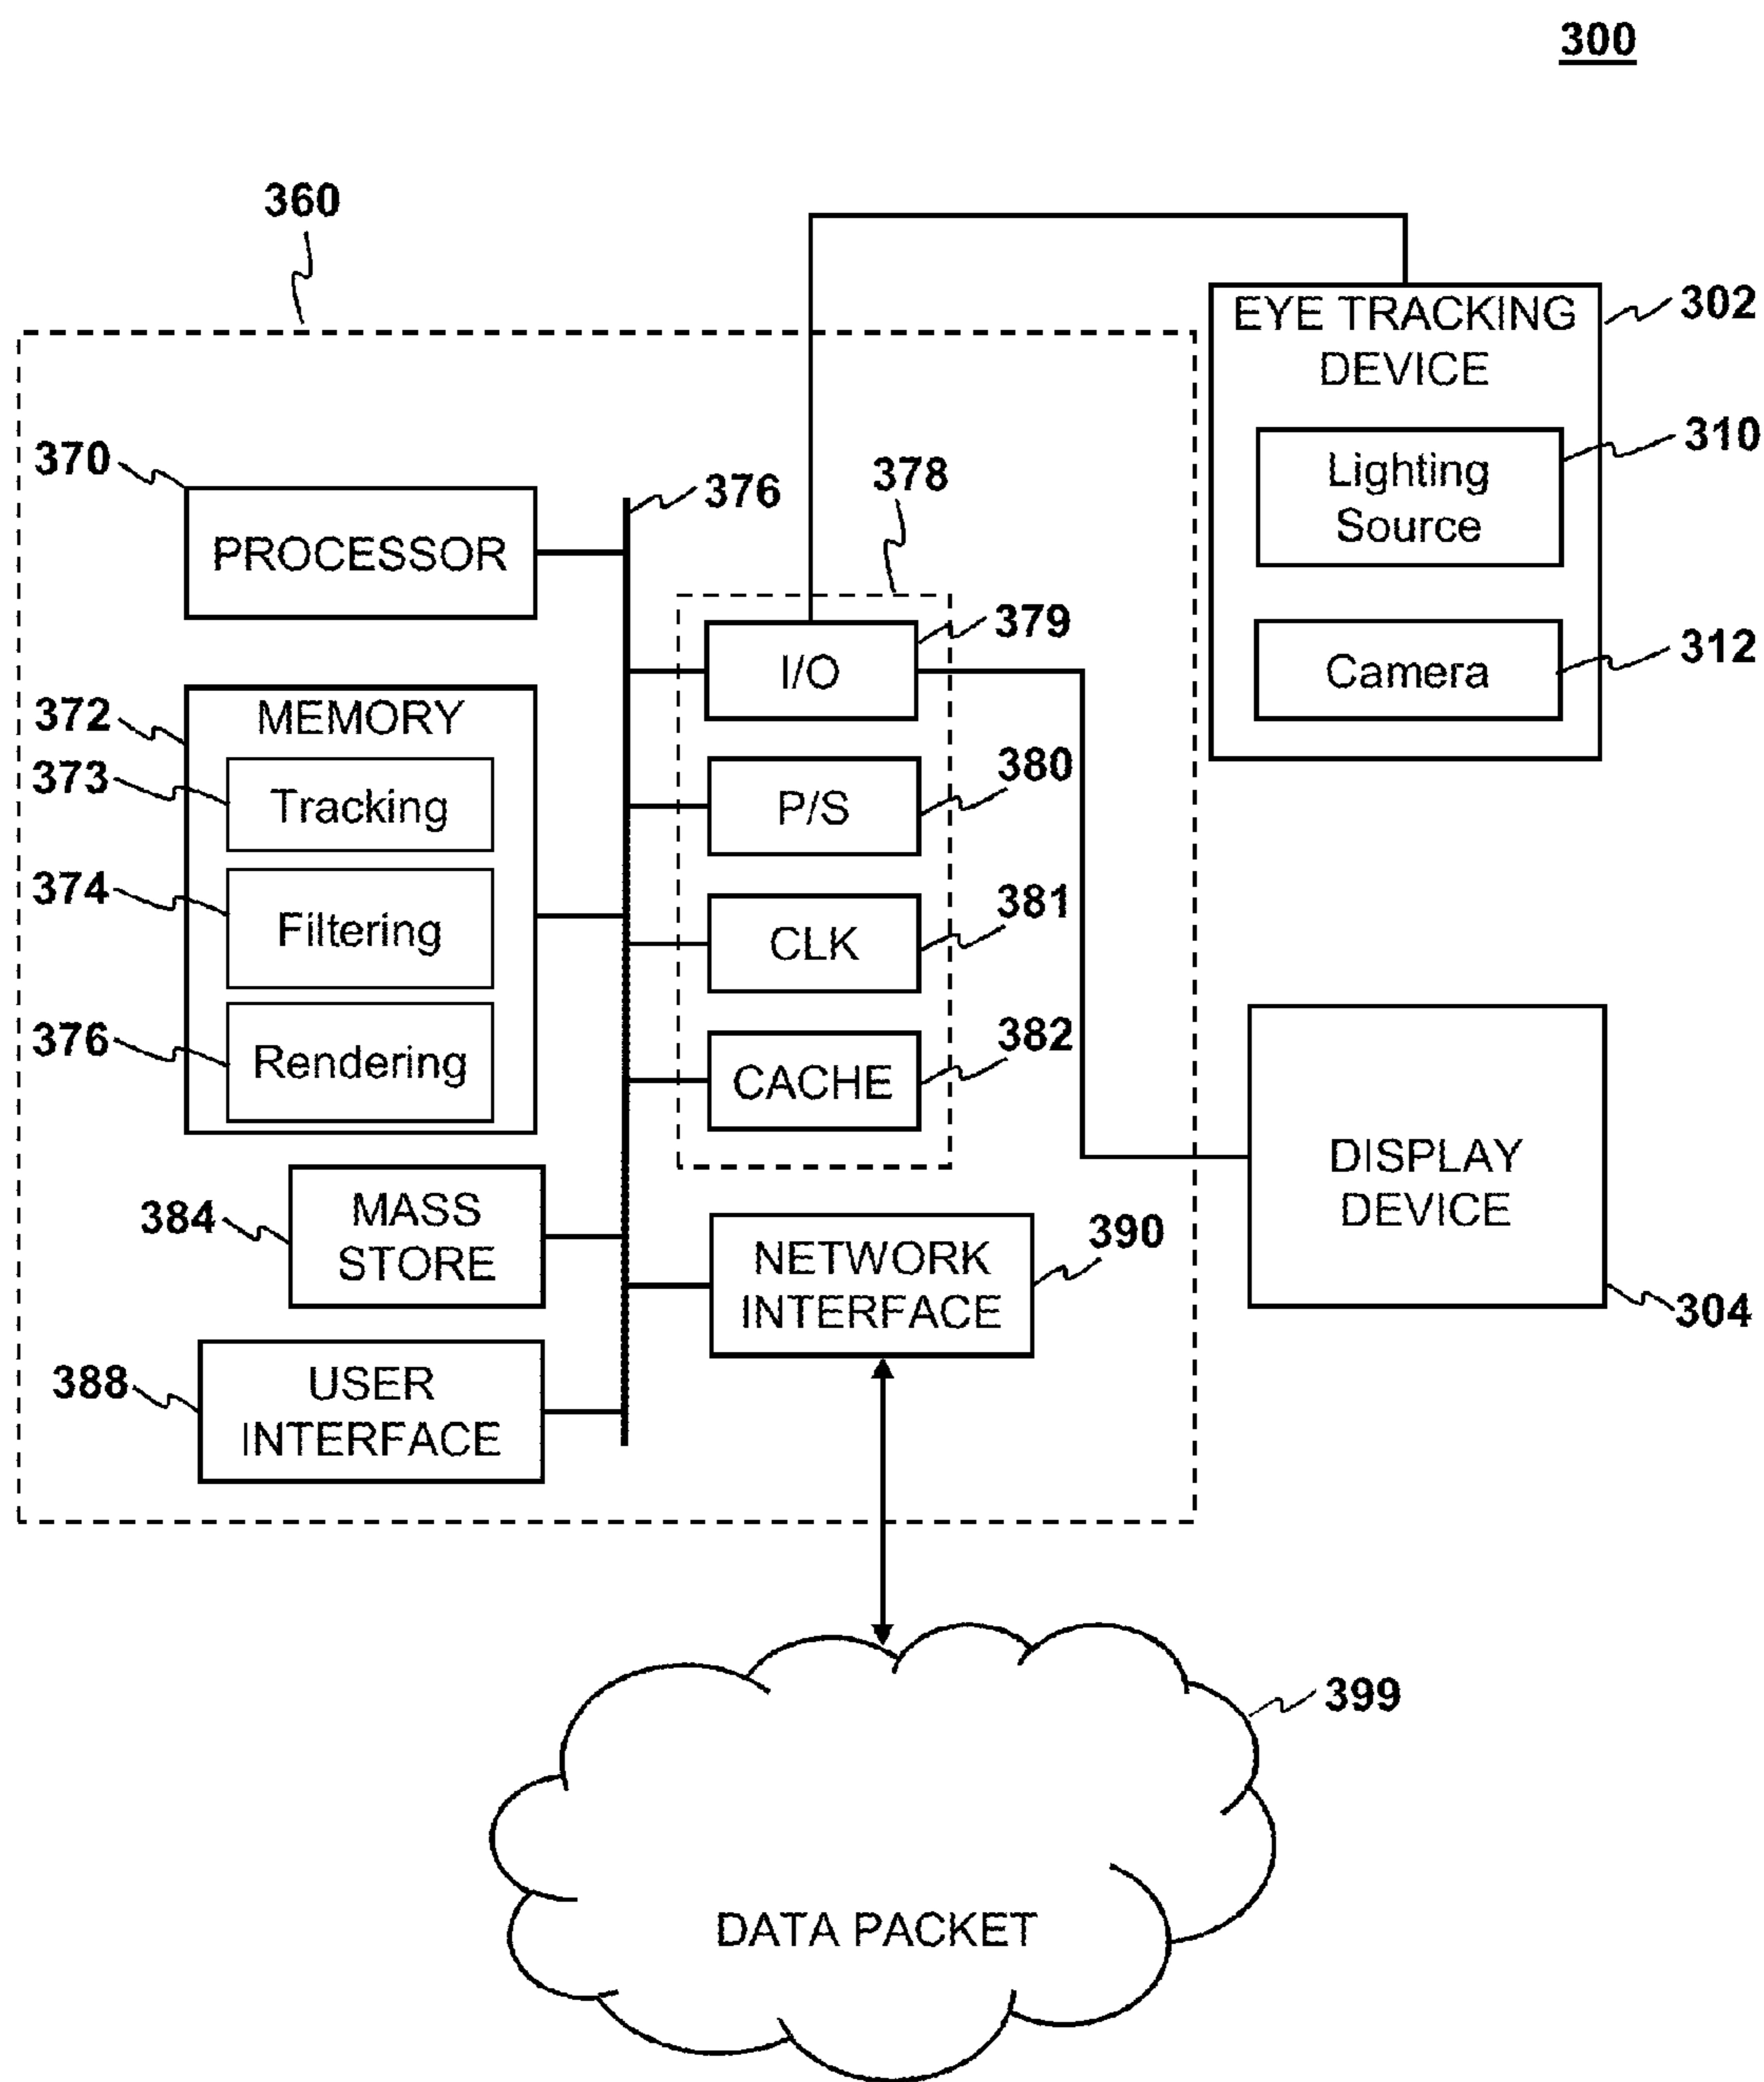 300
360
EYE TRACKING
DEVICE
302
Lighting
Source
310
Camera
312
370
PROCESSOR
376
378
I/O
379
372
MEMORY
373
Tracking
374
Filtering
376
Rendering
P/S
380
CLK
381
CACHE
382
384
MASS
STORE
NETWORK
INTERFACE
390
DISPLAY
DEVICE
304
388
USER
INTERFACE
399
DATA PACKET